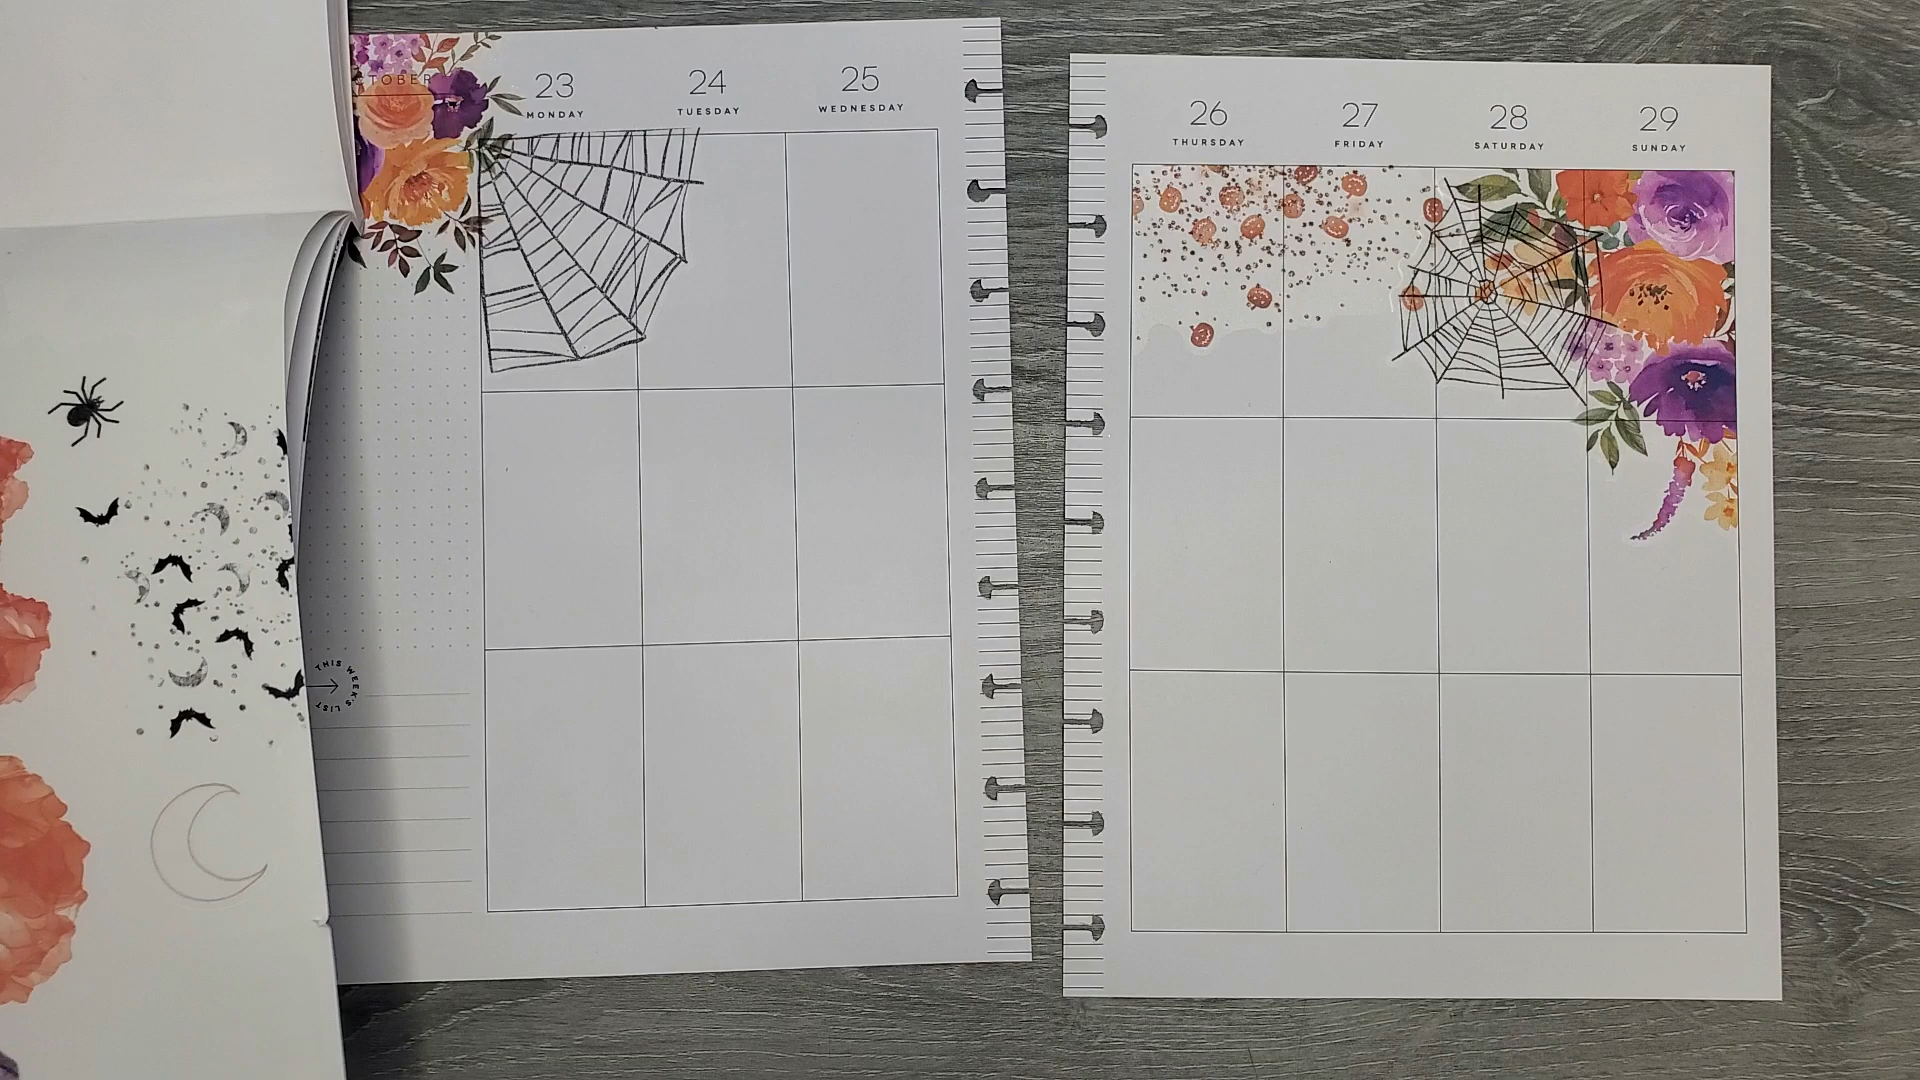 TOBER
23
MONDAY
24
TUESDAY
25
WEDNESDAY
26
THURSDAY
27
FRIDAY
28
SATURDAY
29
SUNDAY
THIS WEEK'S LIST